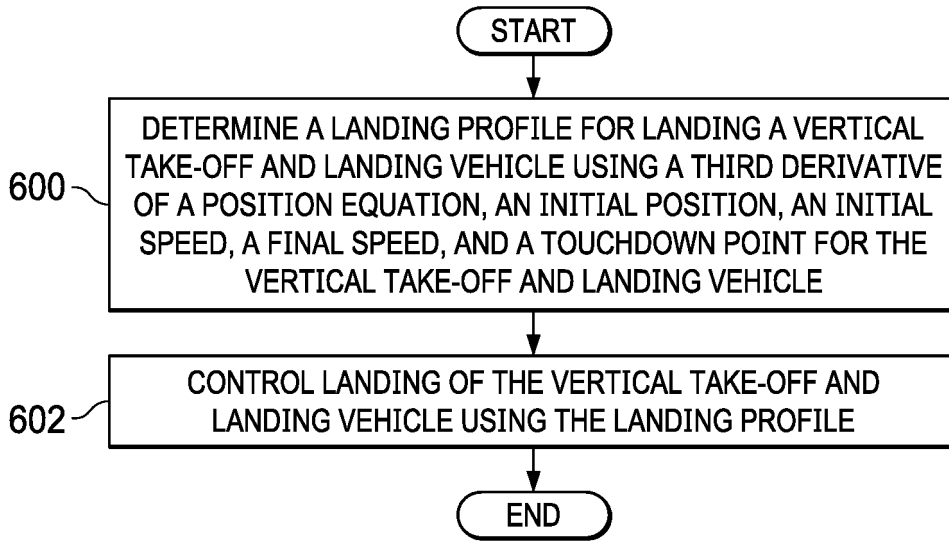 START
DETERMINE A LANDING PROFILE FOR LANDING A VERTICAL
TAKE-OFF AND LANDING VEHICLE USING A THIRD DERIVATIVE
600
OF A POSITION EQUATION, AN INITIAL POSITION, AN INITIAL
SPEED, A FINAL SPEED, AND A TOUCHDOWN POINT FOR THE
VERTICAL TAKE-OFF AND LANDING VEHICLE
CONTROL LANDING OF THE VERTICAL TAKE-OFF AND
602
LANDING VEHICLE USING THE LANDING PROFILE
END